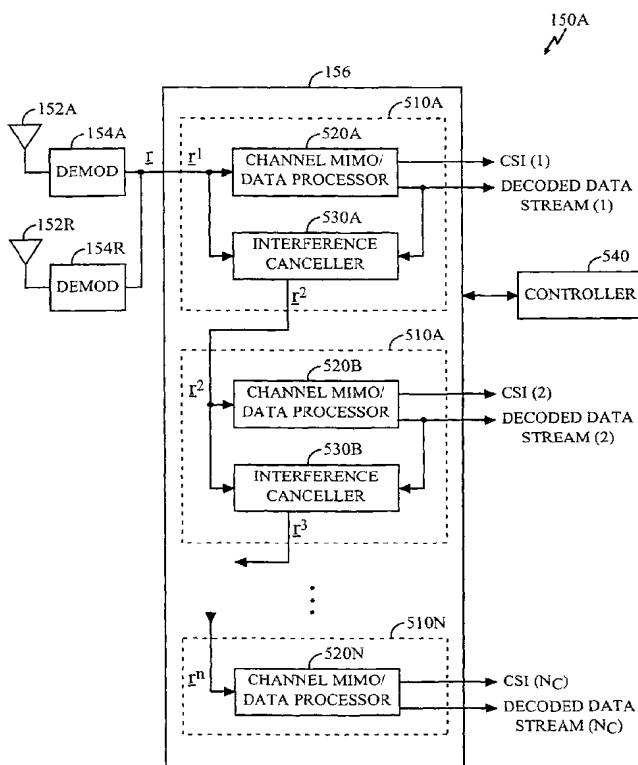 150A
156
152A
154A
DEMOD
r
r1
510A
520A
CHANNEL MIMO/
DATA PROCESSOR
CSI (1)
DECODED DATA
STREAM (1)
152R
154R
DEMOD
530A
INTERFERENCE
CANCELLER
r2
540
CONTROLLER
510A
r2
520B
CHANNEL MIMO/
DATA PROCESSOR
CSI (2)
DECODED DATA
STREAM (2)
530B
INTERFERENCE
CANCELLER
r3
510N
rn
520N
CHANNEL MIMO/
DATA PROCESSOR
CSI (NC)
DECODED DATA
STREAM (NC)